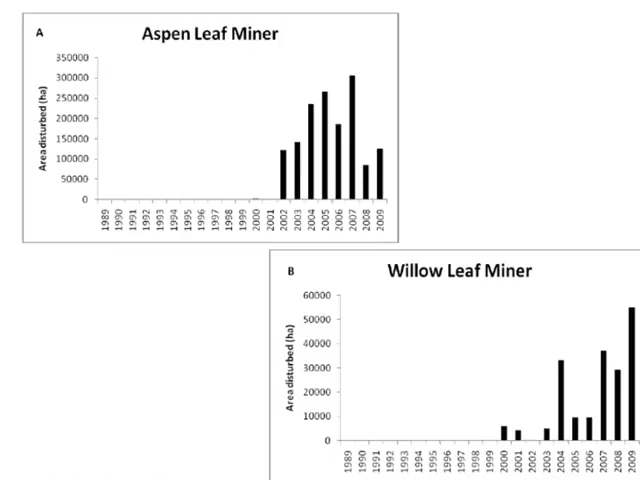 A
Aspen Leaf Miner
Area disturbed (ha)
350000
300000
250000
200000
150000
100000
50000
0
1989 1990 1991 1992 1993 1994 1995 1996 1997 1998 1999 2000 2001 2002 2003 2004 2005 2006 2007 2008 2009
B
Willow Leaf Miner
Area disturbed (ha)
60000
50000
40000
30000
20000
10000
0
1989 1990 1991 1992 1993 1994 1995 1996 1997 1998 1999 2000 2001 2002 2003 2004 2005 2006 2007 2008 2009